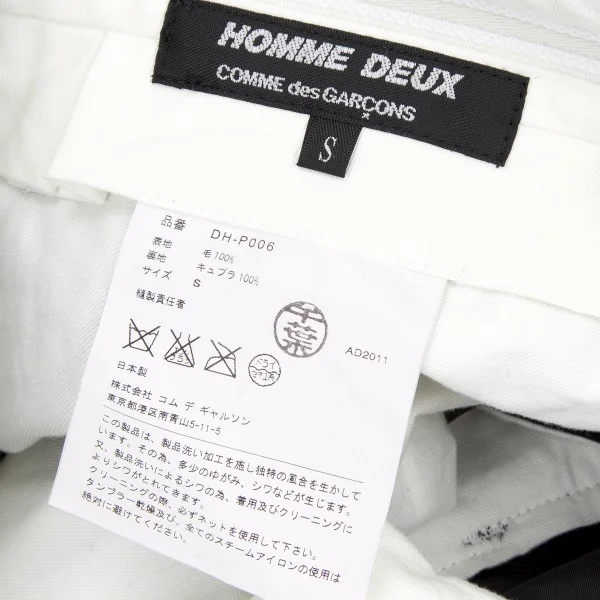 HOMME DEUX
COMME des GARÇONS
S
品番 DH-P006
表地 毛100%
裏地 キュプラ100%
サイズ S
縫製責任者
千葉
AD2011
ドライ
日本製
株式会社 コム デ ギャルソン
東京都港区南青山5-11-5
この製品は、製品洗い加工を施し独特の風合を生かして
います。その為、多少のゆがみ、シワなどが生じます。
又、製品洗いによるシワの為、着用及びクリーニングに
よりシワがとれてきます。
クリーニングの際、必ずネットを使用して下さい。
タンブラー乾燥及び、全てのスチームアイロンの使用は
絶対に避けてください。